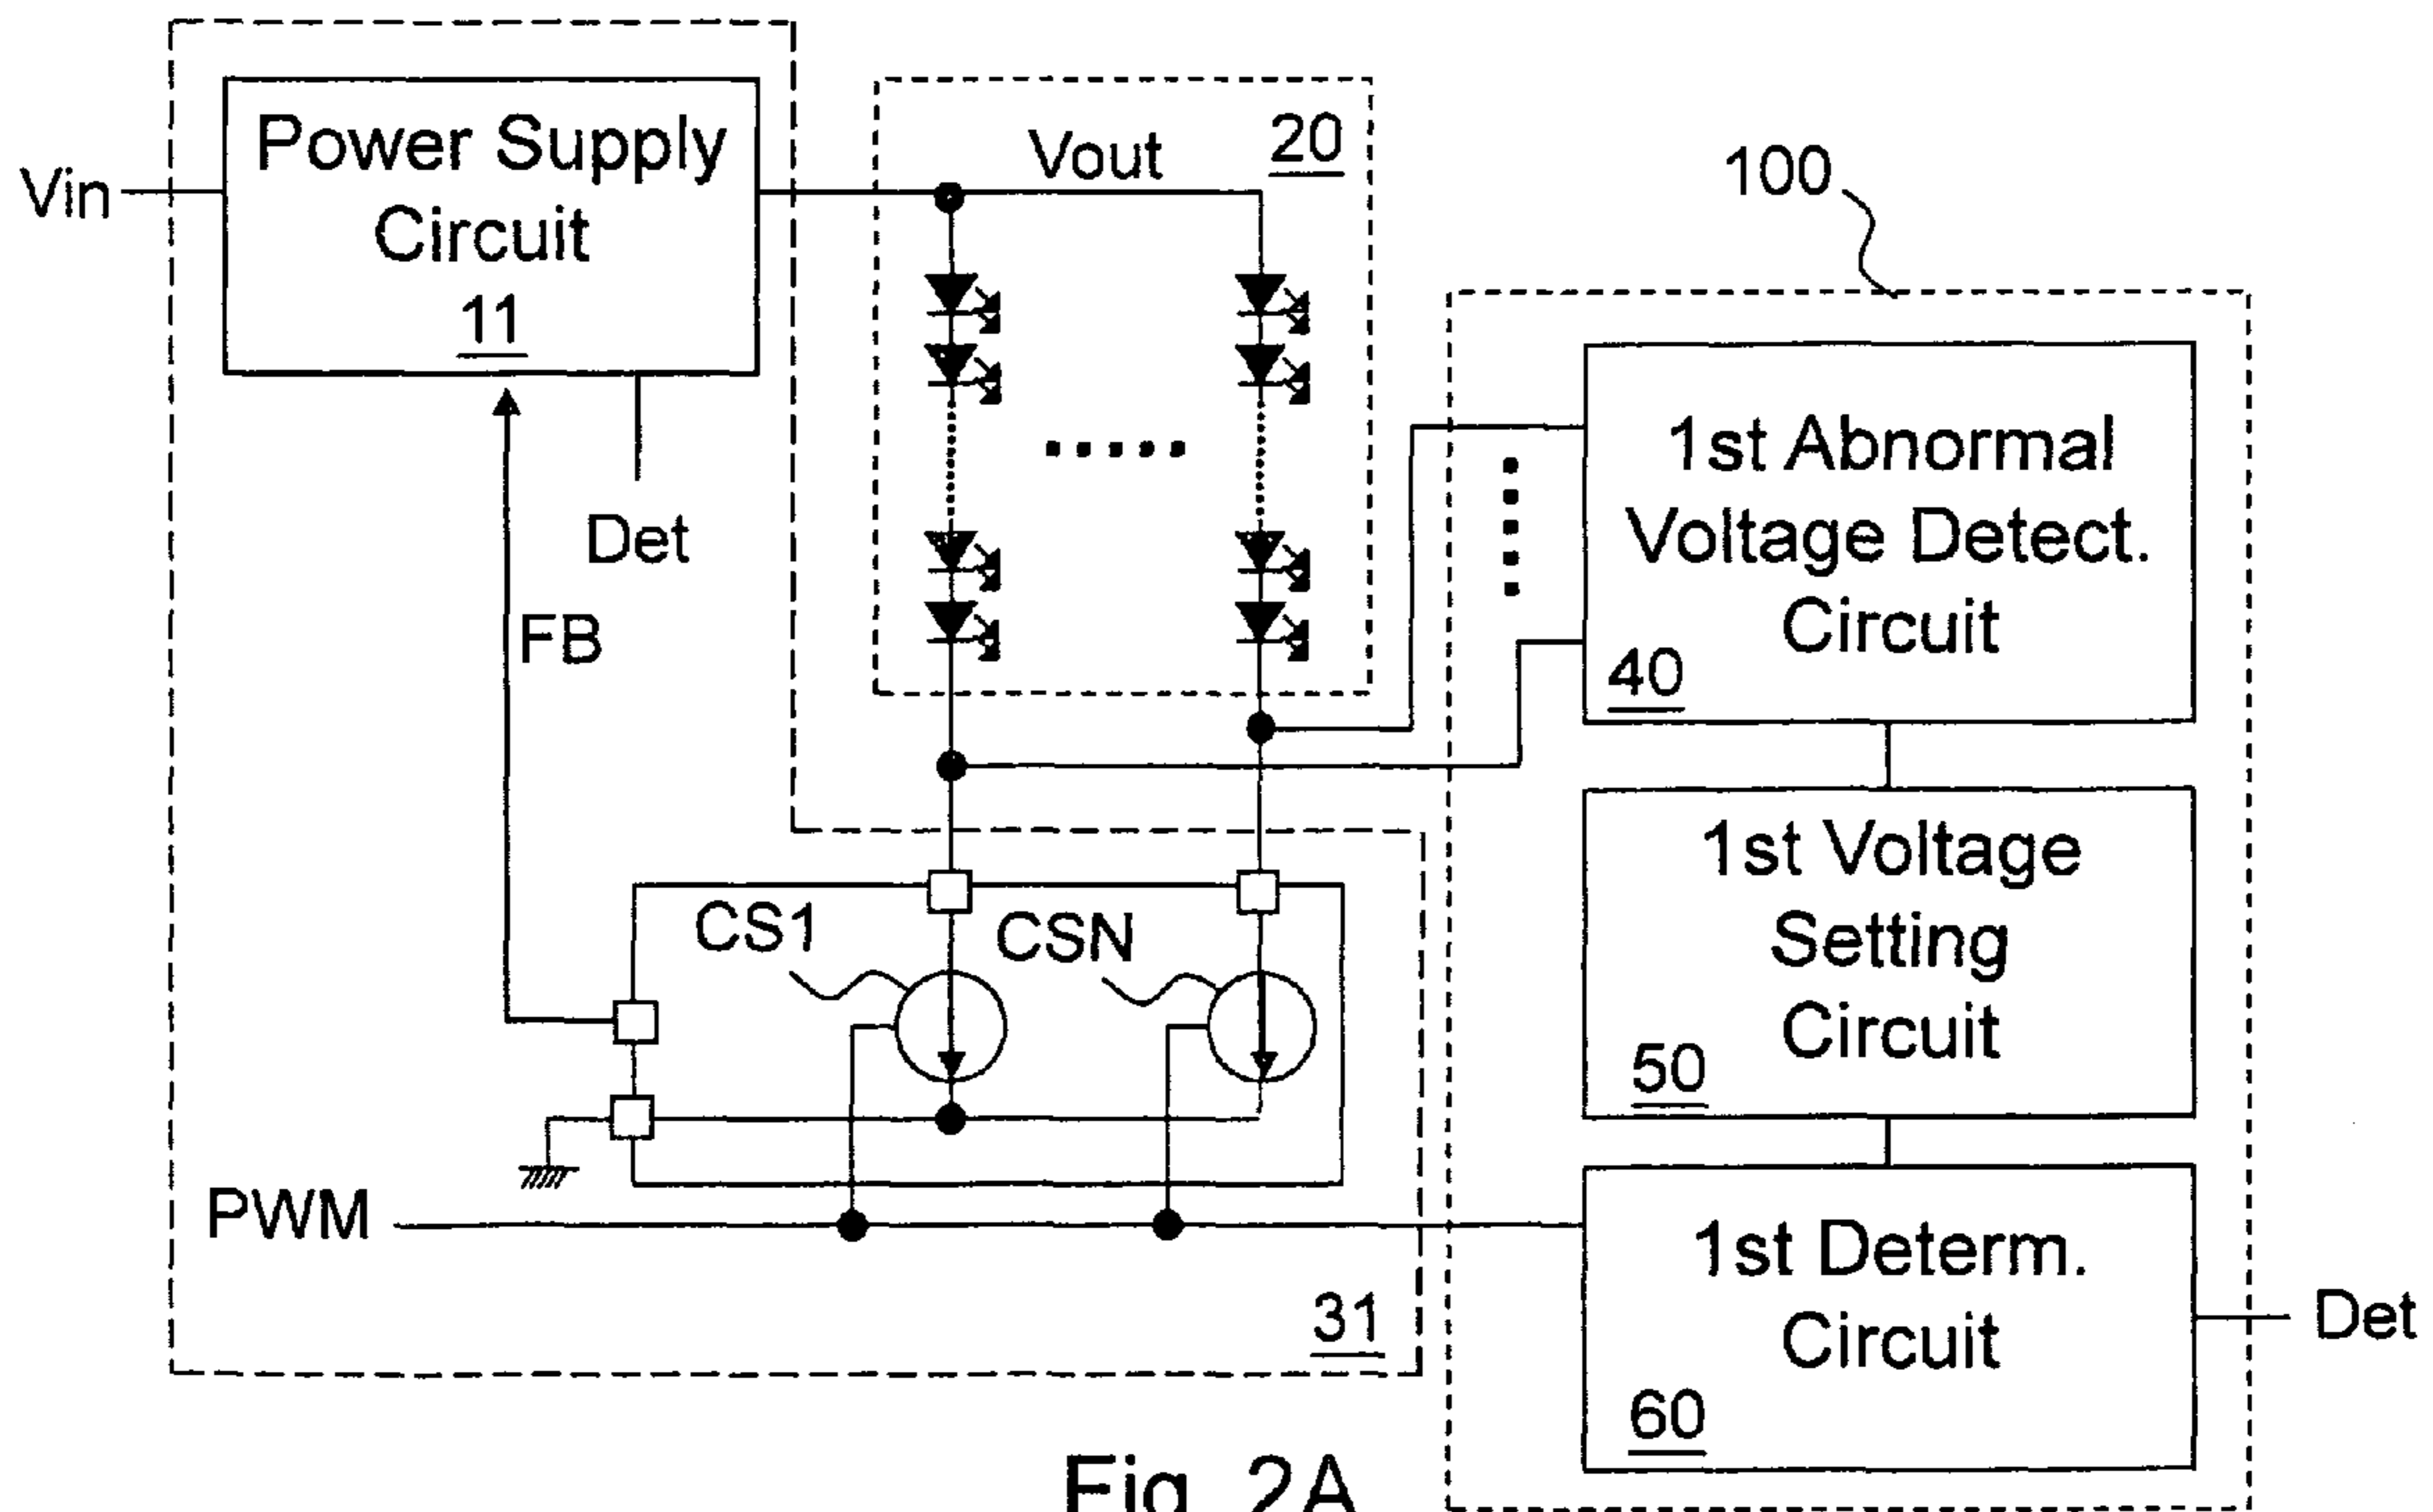 Vin
Power Supply
Circuit
11
Vout
20
100
Det
FB
1st Abnormal
Voltage Detect.
Circuit
40
1st Voltage
Setting
Circuit
50
CS1
CSN
PWM
31
1st Determ.
Circuit
60
Det
Fig. 2A